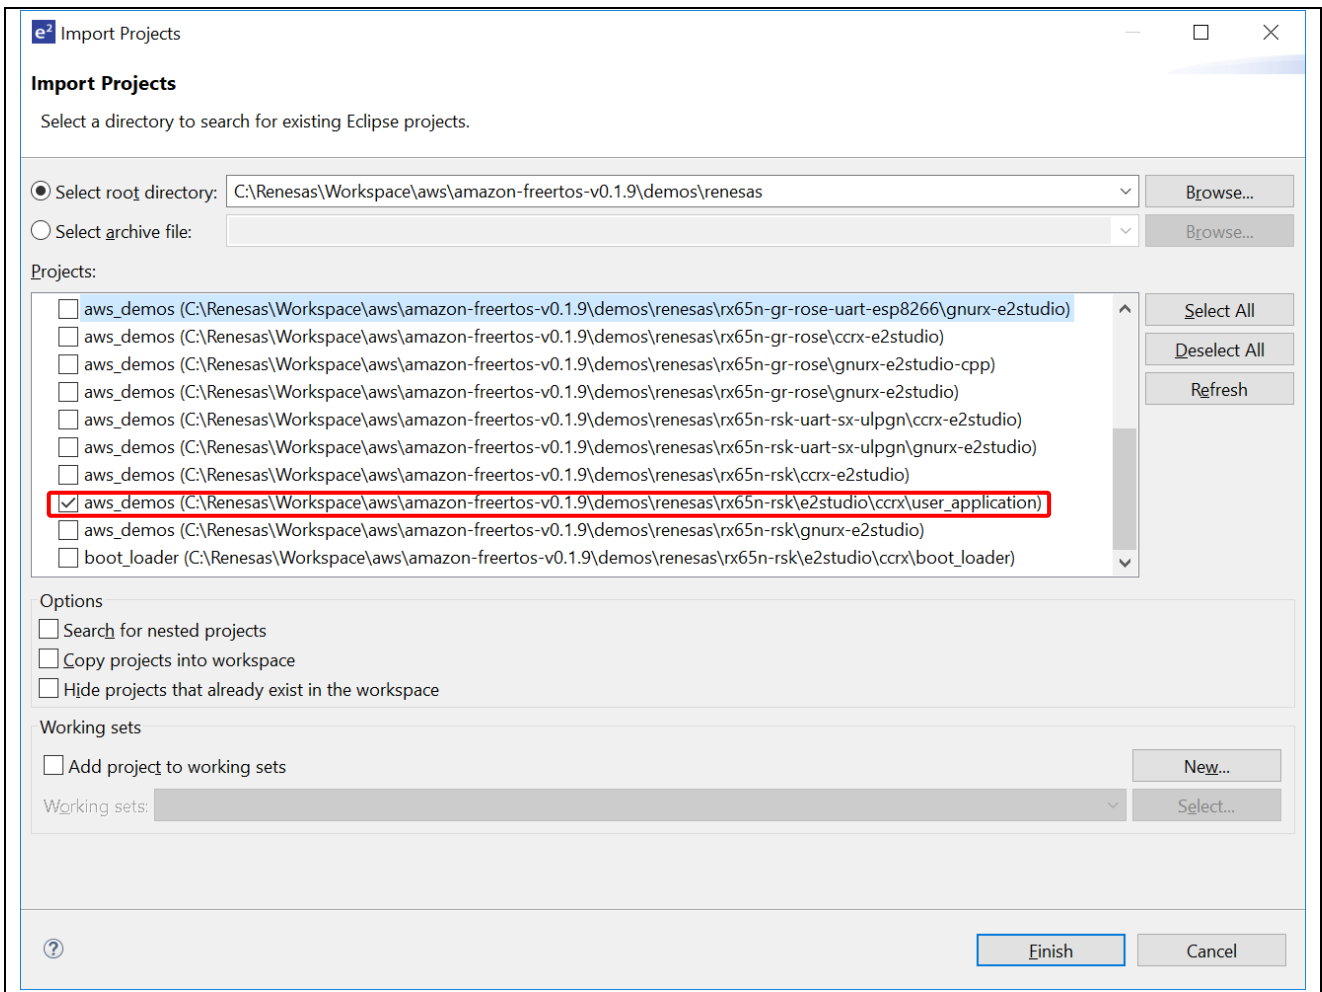 e² Import Projects
Import Projects
Select a directory to search for existing Eclipse projects.
Select root directory: C:\Renesas\Workspace\aws\amazon-freertos-v0.1.9\demos\renesas Browse...
Select archive file: Browse...
Projects:
aws_demos (C:\Renesas\Workspace\aws\amazon-freertos-v0.1.9\demos\renesas\rx65n-gr-rose-uart-esp8266\gnurx-e2studio) Select All
aws_demos (C:\Renesas\Workspace\aws\amazon-freertos-v0.1.9\demos\renesas\rx65n-gr-rose\ccrx-e2studio)
aws_demos (C:\Renesas\Workspace\aws\amazon-freertos-v0.1.9\demos\renesas\rx65n-gr-rose\gnurx-e2studio-cpp) Deselect All
aws_demos (C:\Renesas\Workspace\aws\amazon-freertos-v0.1.9\demos\renesas\rx65n-gr-rose\gnurx-e2studio) Refresh
aws_demos (C:\Renesas\Workspace\aws\amazon-freertos-v0.1.9\demos\renesas\rx65n-rsk-uart-sx-ulpgn\ccrx-e2studio)
aws_demos (C:\Renesas\Workspace\aws\amazon-freertos-v0.1.9\demos\renesas\rx65n-rsk-uart-sx-ulpgn\gnurx-e2studio)
aws_demos (C:\Renesas\Workspace\aws\amazon-freertos-v0.1.9\demos\renesas\rx65n-rsk\ccrx-e2studio)
aws_demos (C:\Renesas\Workspace\aws\amazon-freertos-v0.1.9\demos\renesas\rx65n-rsk\e2studio\ccrx\user_application)
aws_demos (C:\Renesas\Workspace\aws\amazon-freertos-v0.1.9\demos\renesas\rx65n-rsk\gnurx-e2studio)
boot_loader (C:\Renesas\Workspace\aws\amazon-freertos-v0.1.9\demos\renesas\rx65n-rsk\e2studio\ccrx\boot_loader)
Options
Search for nested projects
Copy projects into workspace
Hide projects that already exist in the workspace
Working sets
Add project to working sets New...
Working sets: Select...
? Finish Cancel